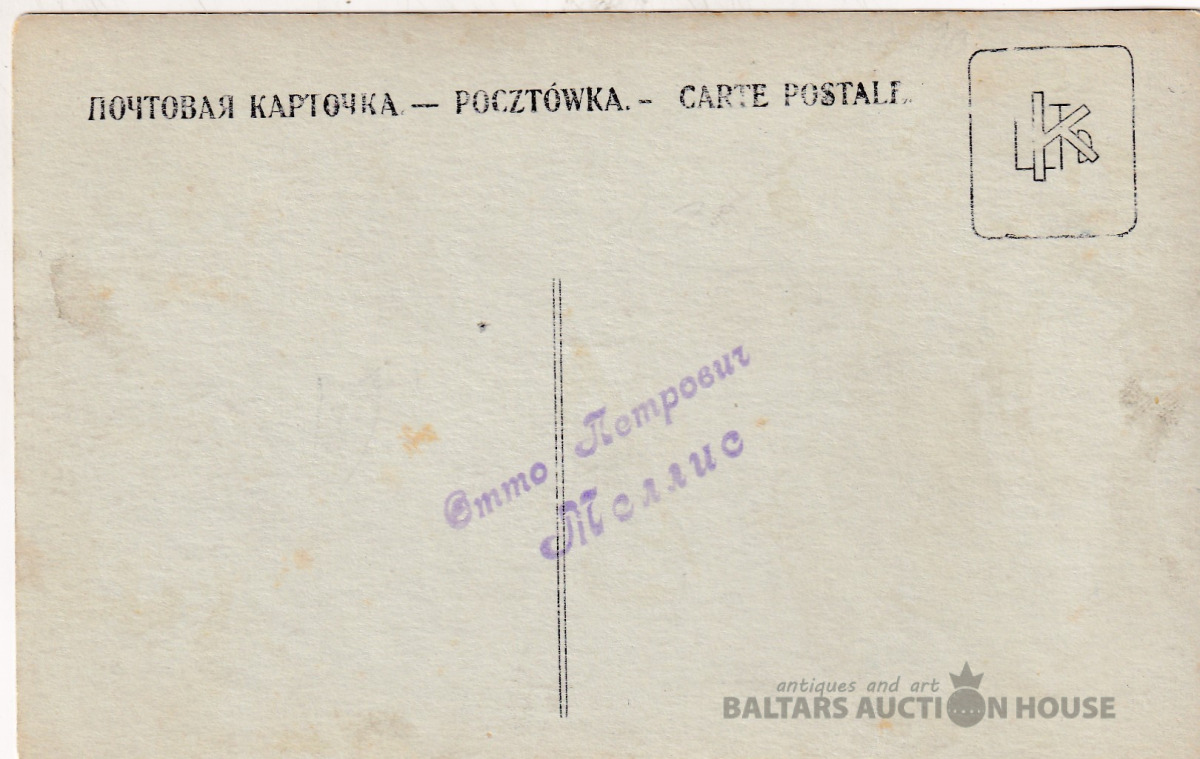 ПОЧТОВАЯ КАРТОЧКА. — POCZTÓWKA. - CARTE POSTALE.
Отто Петрович
Теллис
antiques and art
BALTARS AUCTION HOUSE